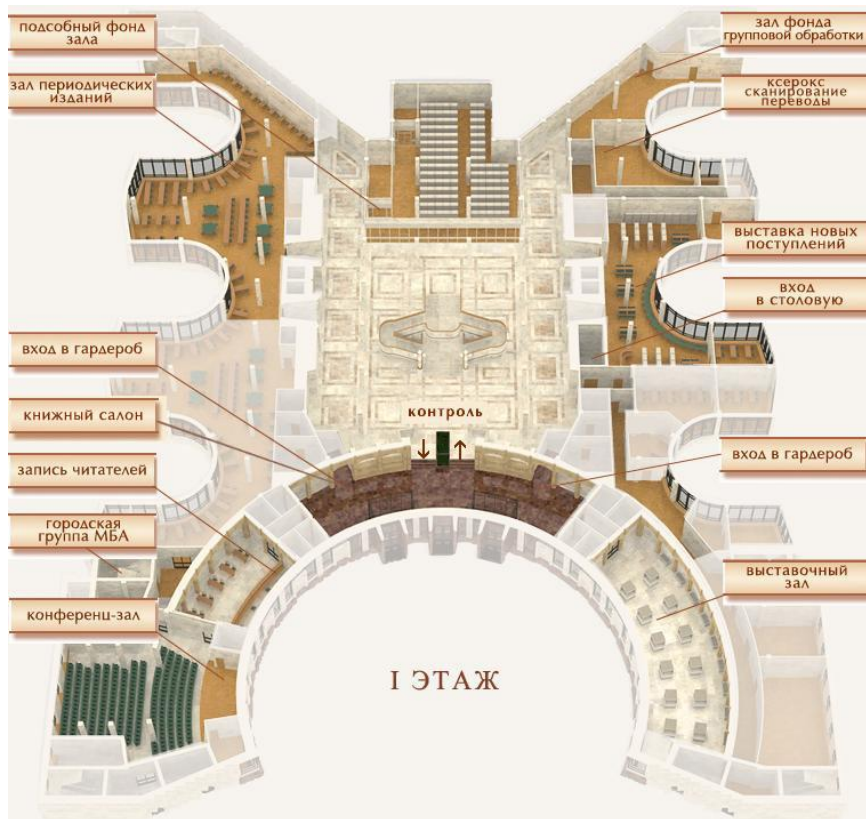 подсобный фонд
зала
зал периодических
изданий
вход в гардероб
книжный салон
запись читателей
городская
группа МБА
конференц-зал
зал фонда
групповой обработки
ксерокс
сканирование
переводы
выставка новых
поступлений
вход
в столовую
контроль
вход в гардероб
выставочный
зал
I ЭТАЖ